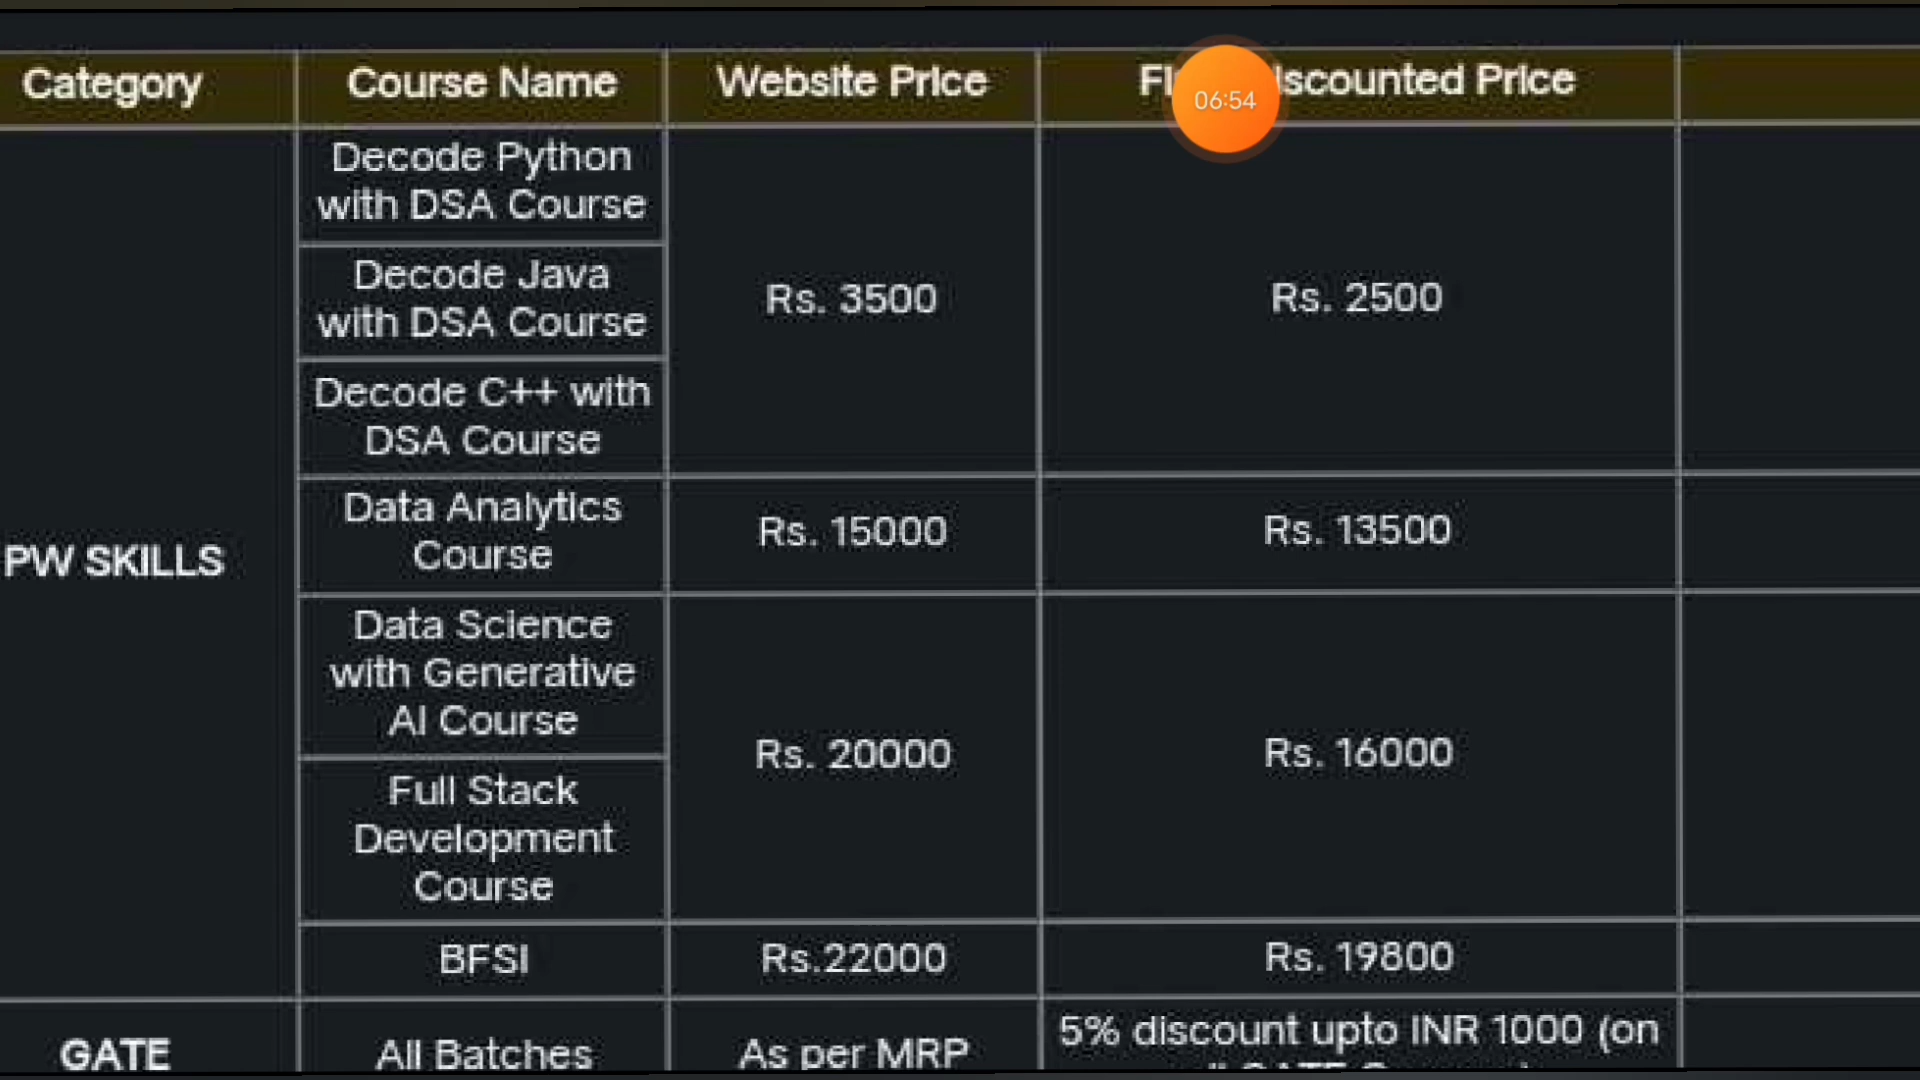 Category
Course Name
Website Price
iscounted Price
06:54
PW SKILLS
Decode Python
with DSA Course
Decode Java
with DSA Course
Decode C++ with
DSA Course
Rs. 3500
Rs. 2500
Data Analytics
Course
Rs. 15000
Rs. 13500
Data Science
with Generative
AI Course
Full Stack
Development
Course
Rs. 20000
Rs. 16000
BFSI
Rs.22000
Rs. 19800
GATE
All Batches
As per MRP
5% discount upto INR 1000 (on